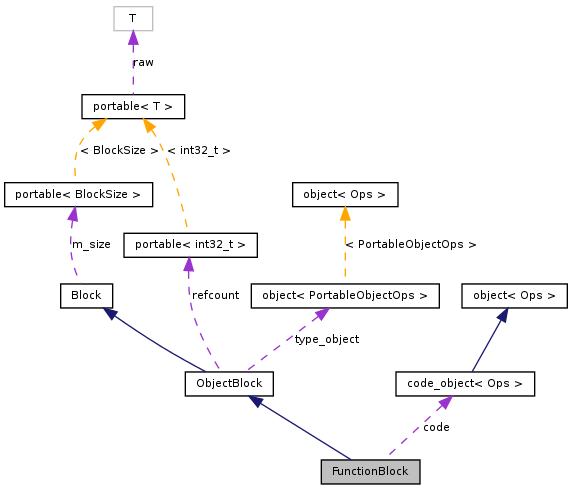 T
raw
portable< T >
< BlockSize >
< int32_t >
portable< BlockSize >
object< Ops >
m_size
portable< int32_t >
< PortableObjectOps >
Block
refcount
object< PortableObjectOps >
object< Ops >
type_object
ObjectBlock
code_object< Ops >
code
FunctionBlock